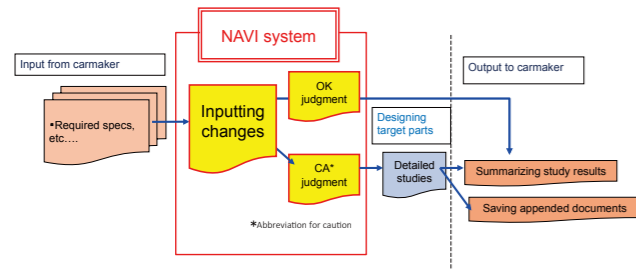 NAVI system
Input from carmaker
Output to carmaker
•Required specs,
etc....
Inputting
changes
OK
judgment
Designing
target parts
CA*
judgment
Detailed
studies
Summarizing study results
Saving appended documents
*Abbreviation for caution